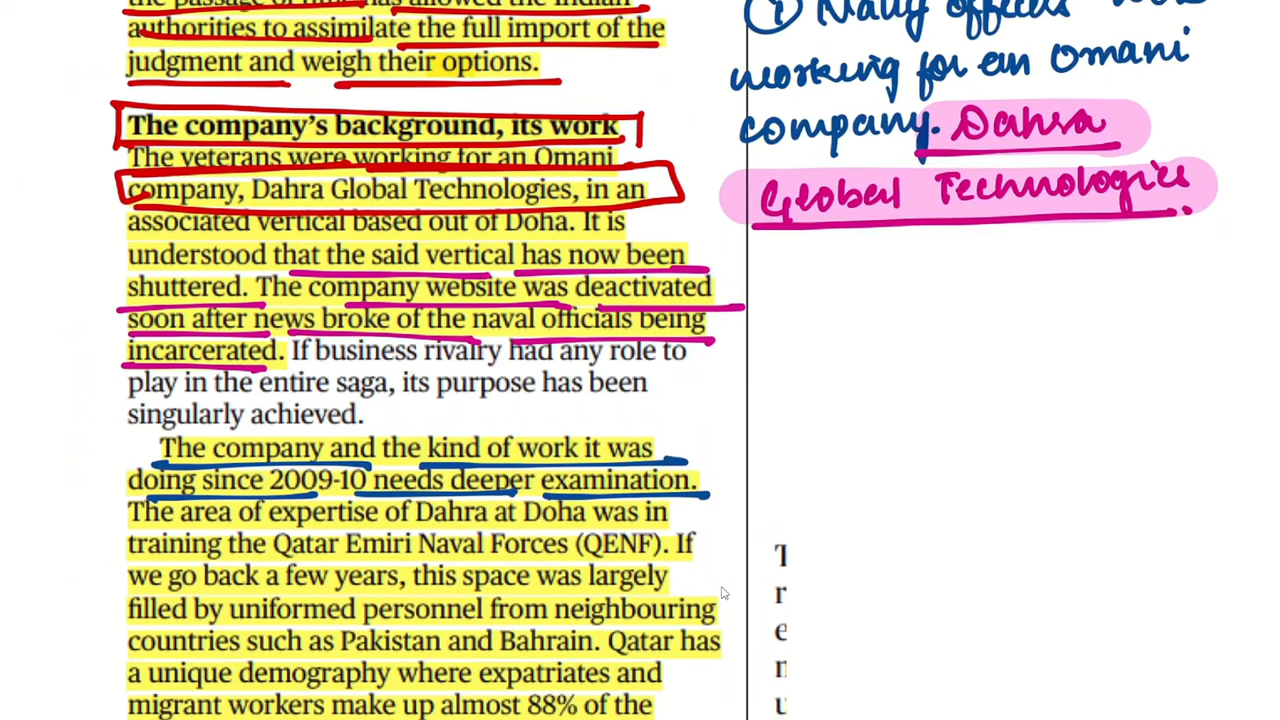 the passage of time has allowed the Indian
authorities to assimilate the full import of the
judgment and weigh their options.
The company's background, its work
The veterans were working for an Omani
company, Dahra Global Technologies, in an
associated vertical based out of Doha. It is
understood that the said vertical has now been
shuttered. The company website was deactivated
soon after news broke of the naval officials being
incarcerated. If business rivalry had any role to
play in the entire saga, its purpose has been
singularly achieved.
The company and the kind of work it was
doing since 2009-10 needs deeper examination.
The area of expertise of Dahra at Doha was in
training the Qatar Emiri Naval Forces (QENF). If
we go back a few years, this space was largely
filled by uniformed personnel from neighbouring
countries such as Pakistan and Bahrain. Qatar has
a unique demography where expatriates and
migrant workers make up almost 88% of the
working for an Omani
company. Dahra
Global Technologies.
r
e
u